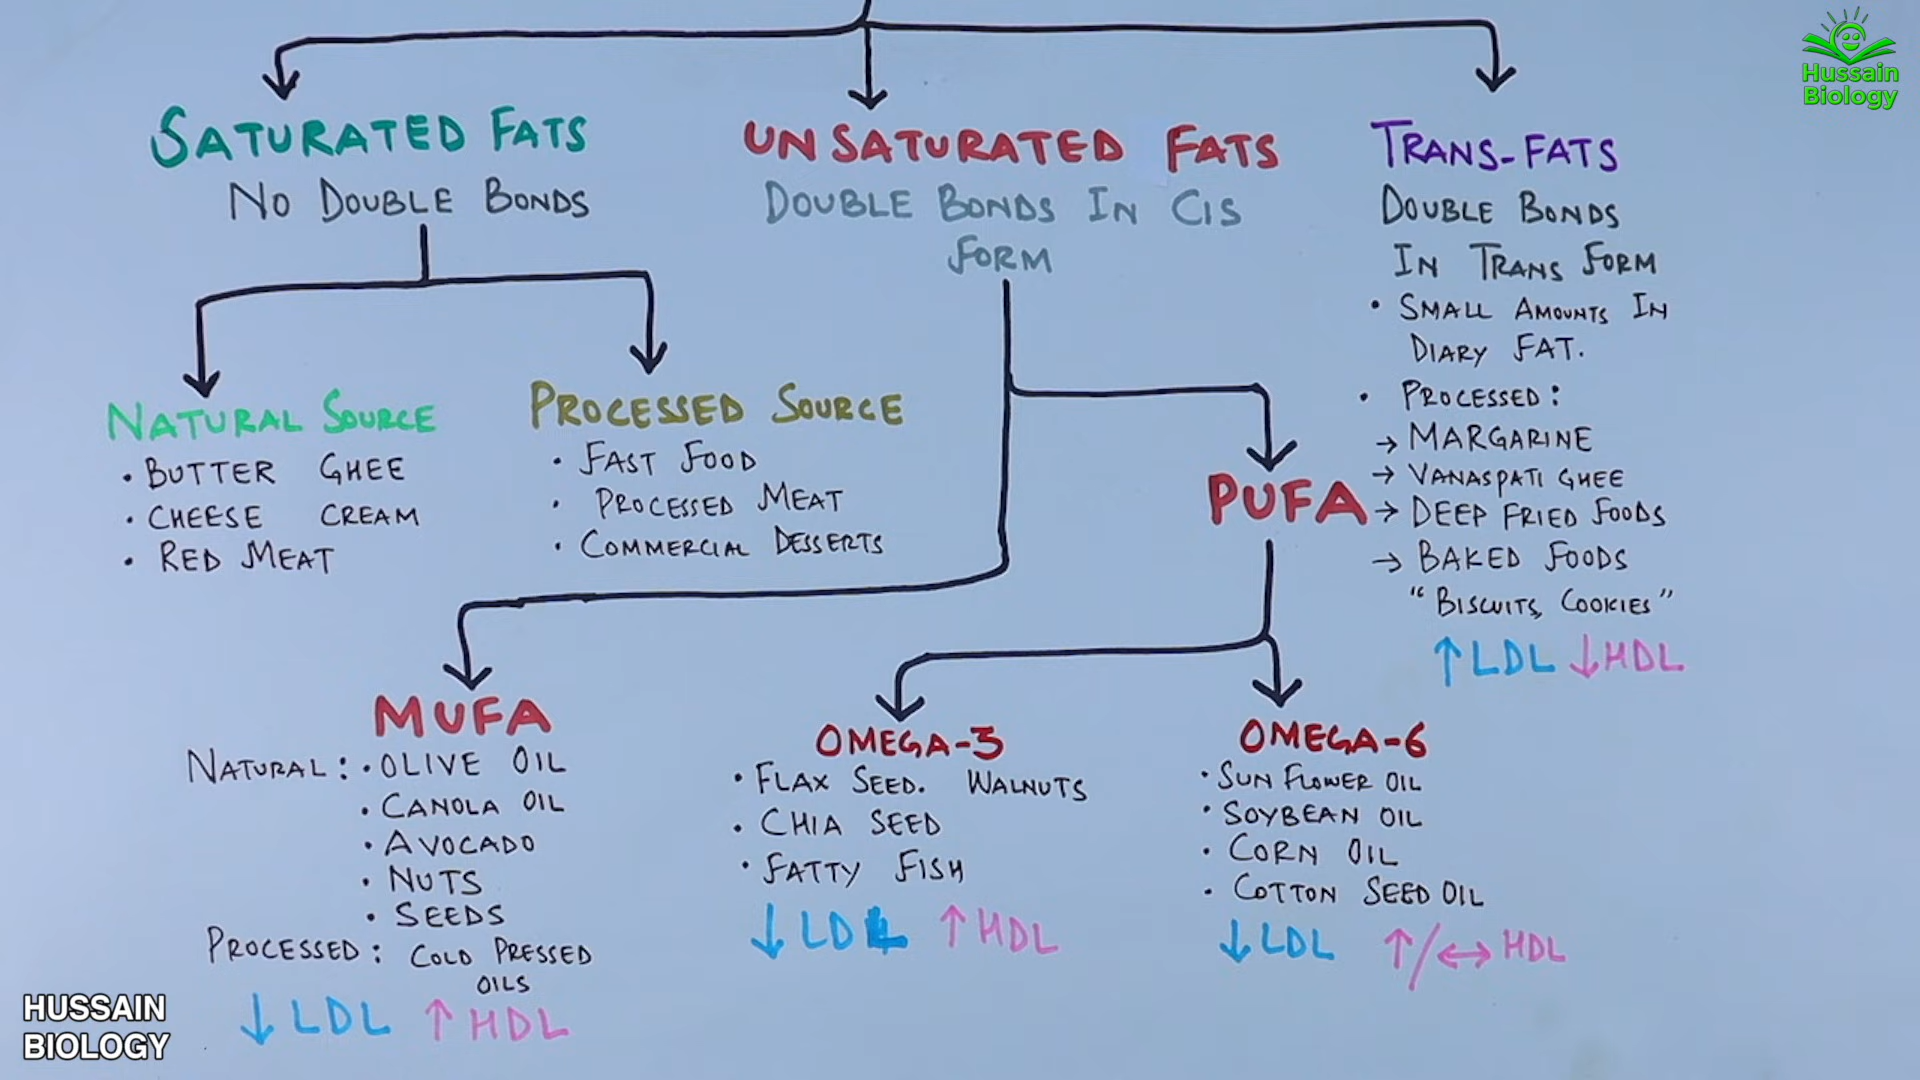 Hussain
Biology
SATURATED FATS
NO DOUBLE BONDS
UNSATURATED FATS
DOUBLE BONDS IN CIS
FORM
TRANS-FATS
DOUBLE BONDS
IN TRANS FORM
• SMALL AMOUNTS IN
DIARY FAT.
• PROCESSED:
→ MARGARINE
→ VANASPATI GHEE
→ DEEP FRIED FOODS
→ BAKED FOODS
"BISCUITS, COOKIES"
↑ LDL ↓ HDL
NATURAL SOURCE
• BUTTER GHEE
• CHEESE CREAM
• RED MEAT
PROCESSED SOURCE
• FAST FOOD
• PROCESSED MEAT
• COMMERCIAL DESSERTS
PUFA
MUFA
NATURAL: • OLIVE OIL
• CANOLA OIL
• AVOCADO
• NUTS
• SEEDS
PROCESSED: COLD PRESSED
OILS
↓ LDL ↑ HDL
OMEGA-3
• FLAX SEED. WALNUTS
• CHIA SEED
• FATTY FISH
↓ LDL ↑ HDL
OMEGA-6
• SUN FLOWER OIL
• SOYBEAN OIL
• CORN OIL
• COTTON SEED OIL
↓ LDL ↑/↔ HDL
HUSSAIN
BIOLOGY